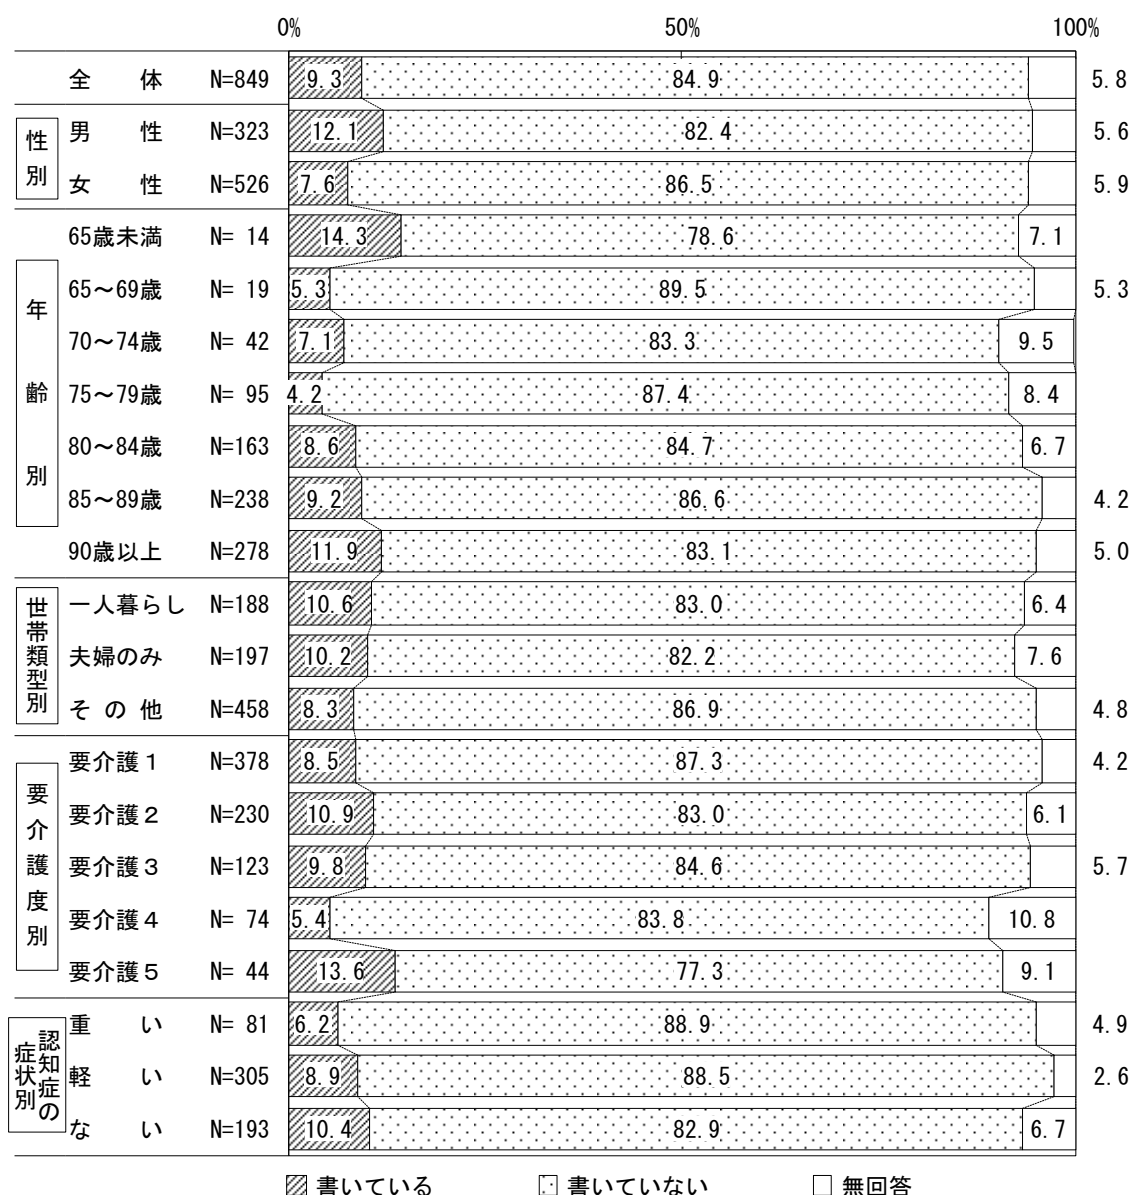 0% 50% 100%
全 体 N=849 9.3 84.9 5.8
性別
男 性 N=323 12.1 82.4 5.6
女 性 N=526 7.6 86.5 5.9
年齢別
65歳未満 N= 14 14.3 78.6 7.1
65～69歳 N= 19 5.3 89.5 5.3
70～74歳 N= 42 7.1 83.3 9.5
75～79歳 N= 95 4.2 87.4 8.4
80～84歳 N=163 8.6 84.7 6.7
85～89歳 N=238 9.2 86.6 4.2
90歳以上 N=278 11.9 83.1 5.0
世帯類型別
一人暮らし N=188 10.6 83.0 6.4
夫婦のみ N=197 10.2 82.2 7.6
そ の 他 N=458 8.3 86.9 4.8
要介護度別
要介護１ N=378 8.5 87.3 4.2
要介護２ N=230 10.9 83.0 6.1
要介護３ N=123 9.8 84.6 5.7
要介護４ N= 74 5.4 83.8 10.8
要介護５ N= 44 13.6 77.3 9.1
認知症の
症状別
重 い N= 81 6.2 88.9 4.9
軽 い N=305 8.9 88.5 2.6
な い N=193 10.4 82.9 6.7
書いている 書いていない 無回答